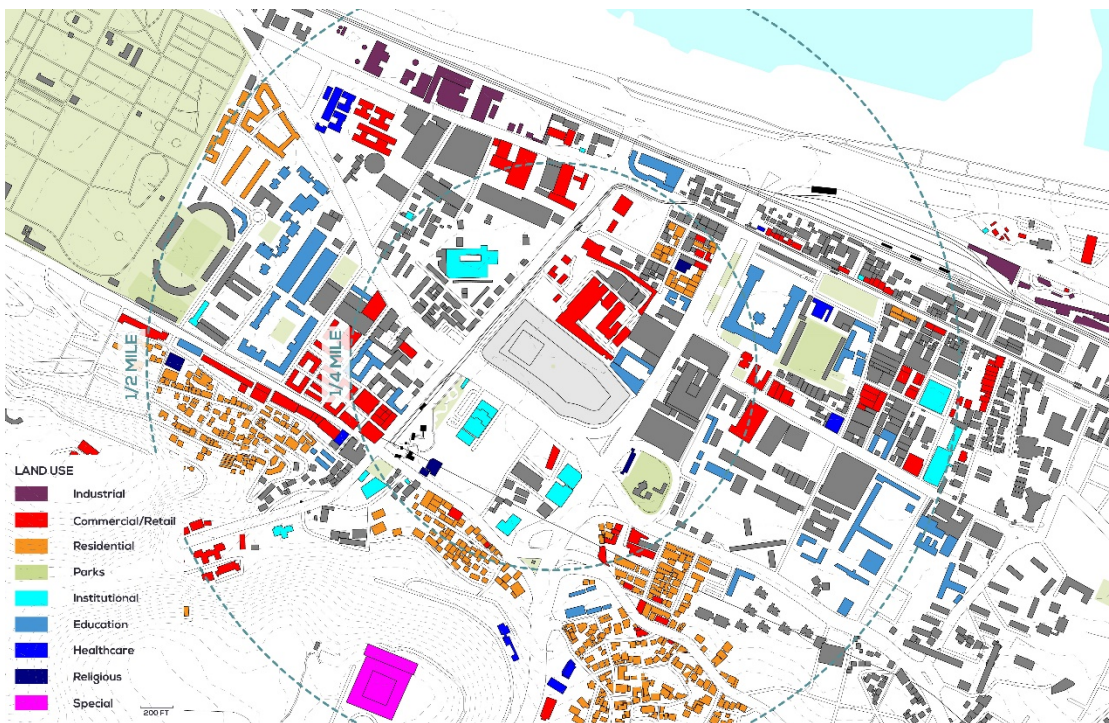 1/2 MILE
1/4 MILE
LAND USE
Industrial
Commercial/Retail
Residential
Parks
Institutional
Education
Healthcare
Religious
Special
200 FT